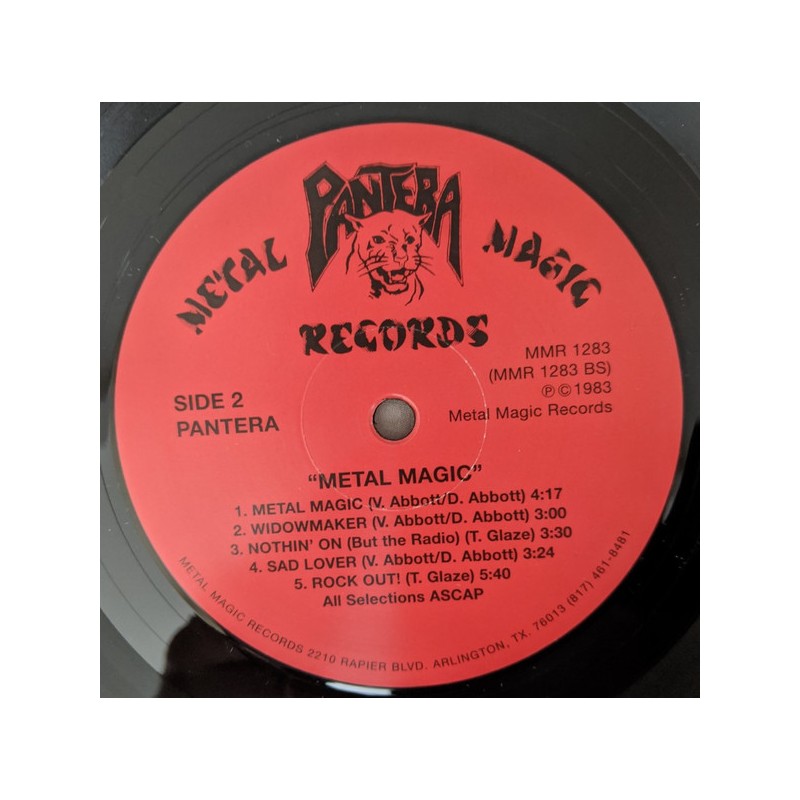 PANTERA
METAL MAGIC
RECORDS
MMR 1283
(MMR 1283 BS)
℗ © 1983
Metal Magic Records
SIDE 2
PANTERA
“METAL MAGIC”
1. METAL MAGIC (V. Abbott/D. Abbott) 4:17
2. WIDOWMAKER (V. Abbott/D. Abbott) 3:00
3. NOTHIN’ ON (But the Radio) (T. Glaze) 3:30
4. SAD LOVER (V. Abbott/D. Abbott) 3:24
5. ROCK OUT! (T. Glaze) 5:40
All Selections ASCAP
METAL MAGIC RECORDS 2210 RAPIER BLVD. ARLINGTON, TX. 76013 (817) 461-8481